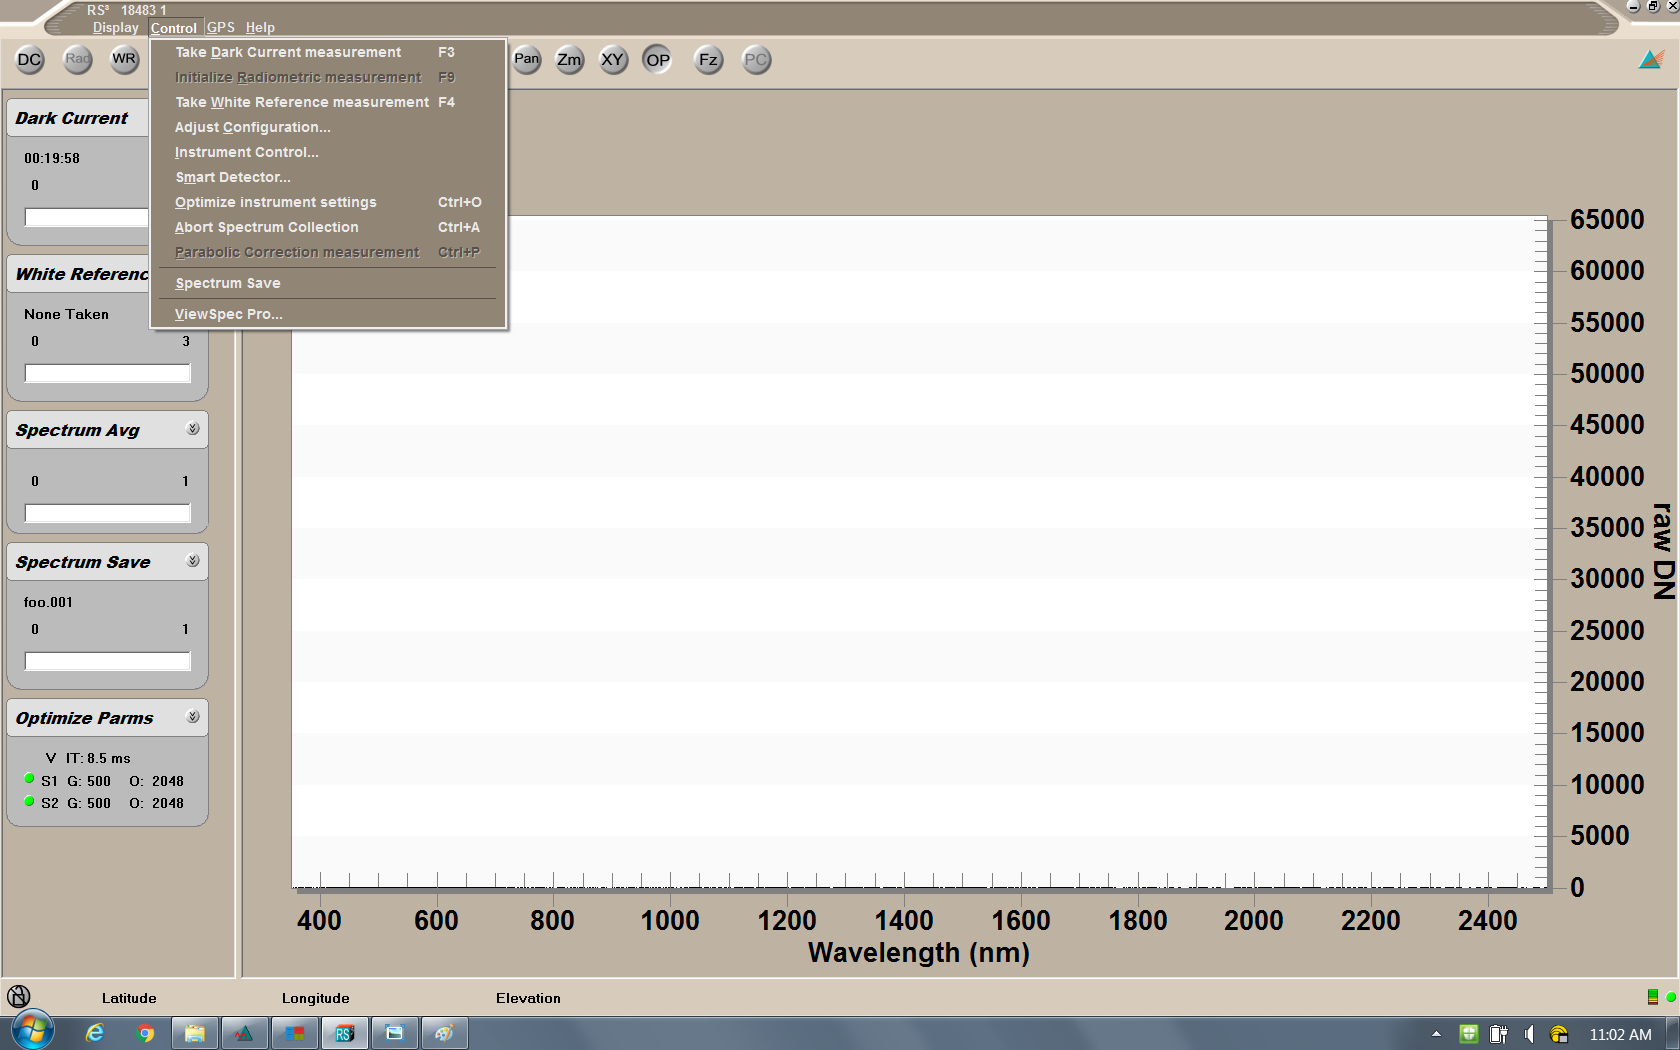 RS³ 18483 1
Display Control GPS Help
DC Rad WR Pan Zm XY OP Fz PC
Take Dark Current measurement F3
Initialize Radiometric measurement F9
Take White Reference measurement F4
Adjust Configuration...
Instrument Control...
Smart Detector...
Optimize instrument settings Ctrl+O
Abort Spectrum Collection Ctrl+A
Parabolic Correction measurement Ctrl+P
Spectrum Save
ViewSpec Pro...
Dark Current
00:19:58
0
White Referenc
None Taken
0 3
Spectrum Avg
0 1
Spectrum Save
foo.001
0 1
Optimize Parms
V IT: 8.5 ms
S1 G: 500 O: 2048
S2 G: 500 O: 2048
65000
60000
55000
50000
45000
40000
35000
30000
25000
20000
15000
10000
5000
0
raw DN
400 600 800 1000 1200 1400 1600 1800 2000 2200 2400
Wavelength (nm)
Latitude Longitude Elevation
RS³
11:02 AM